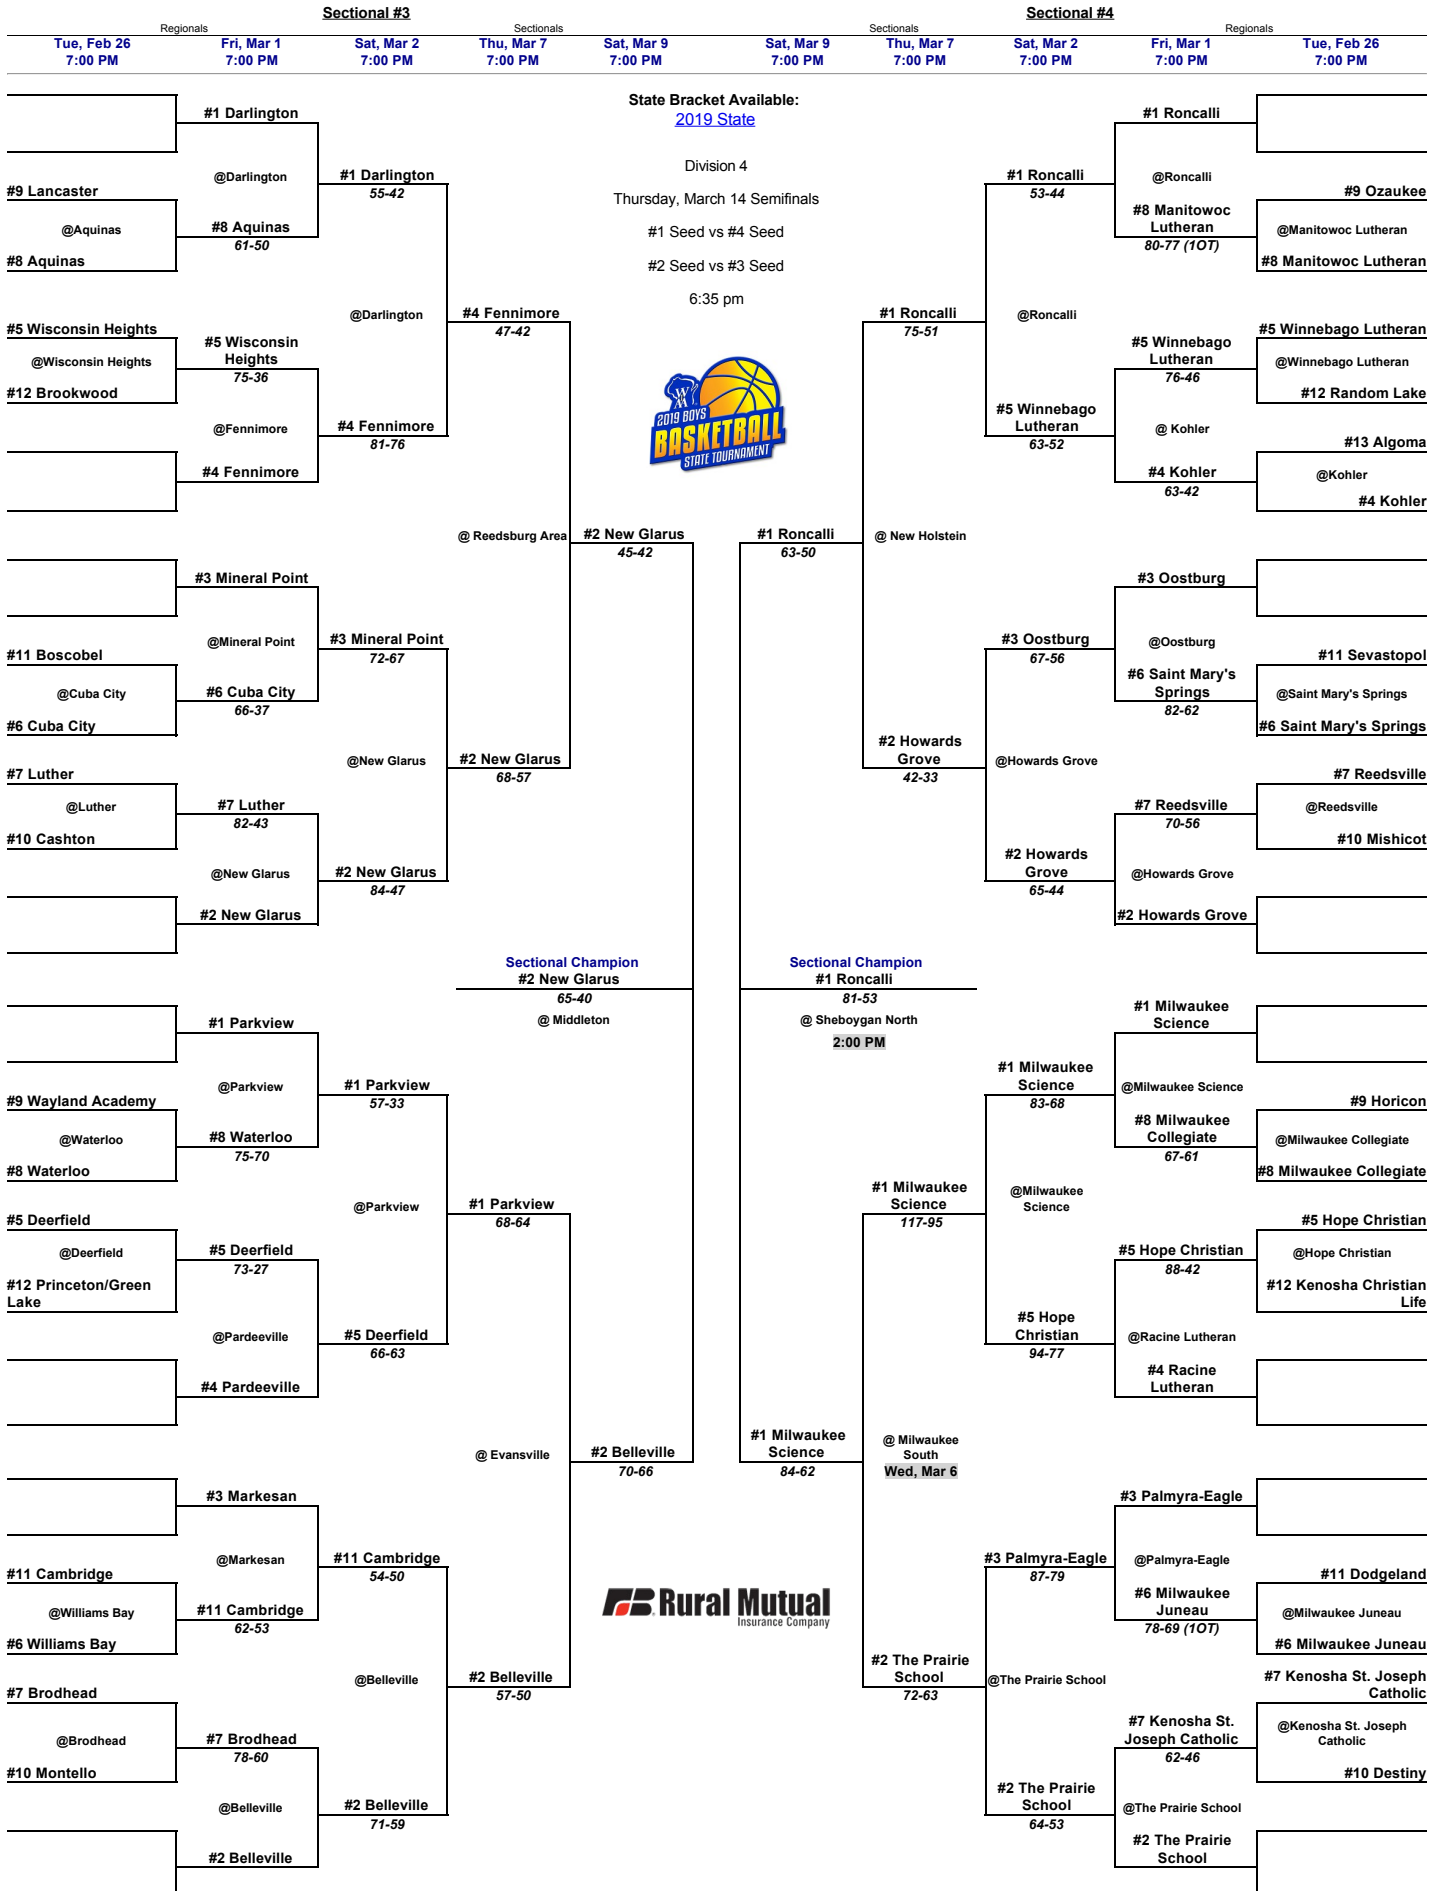 Sectional #3
Sectional #4
Regionals
Sectionals
Sectionals
Regionals
Tue, Feb 26
7:00 PM
Fri, Mar 1
7:00 PM
Sat, Mar 2
7:00 PM
Thu, Mar 7
7:00 PM
Sat, Mar 9
7:00 PM
Sat, Mar 9
7:00 PM
Thu, Mar 7
7:00 PM
Sat, Mar 2
7:00 PM
Fri, Mar 1
7:00 PM
Tue, Feb 26
7:00 PM
#9 Lancaster
@Aquinas
#8 Aquinas
#5 Wisconsin Heights
@Wisconsin Heights
#12 Brookwood
#11 Boscobel
@Cuba City
#6 Cuba City
#7 Luther
@Luther
#10 Cashton
#9 Wayland Academy
@Waterloo
#8 Waterloo
#5 Deerfield
@Deerfield
#12 Princeton/Green
Lake
#11 Cambridge
@Williams Bay
#6 Williams Bay
#7 Brodhead
@Brodhead
#10 Montello
#1 Darlington
@Darlington
#8 Aquinas
61-50
#5 Wisconsin
Heights
75-36
@Fennimore
#4 Fennimore
#3 Mineral Point
@Mineral Point
#6 Cuba City
66-37
#7 Luther
82-43
@New Glarus
#2 New Glarus
#1 Parkview
@Parkview
#8 Waterloo
75-70
#5 Deerfield
73-27
@Pardeeville
#4 Pardeeville
#3 Markesan
@Markesan
#11 Cambridge
62-53
#7 Brodhead
78-60
@Belleville
#2 Belleville
#1 Darlington
55-42
@Darlington
#4 Fennimore
81-76
#3 Mineral Point
72-67
@New Glarus
#2 New Glarus
84-47
#1 Parkview
57-33
@Parkview
#5 Deerfield
66-63
#11 Cambridge
54-50
@Belleville
#2 Belleville
71-59
#4 Fennimore
47-42
@ Reedsburg Area
#2 New Glarus
68-57
#1 Parkview
68-64
@ Evansville
#2 Belleville
57-50
#2 New Glarus
45-42
Sectional Champion
#2 New Glarus
65-40
@ Middleton
#2 Belleville
70-66
State Bracket Available:
2019 State
Division 4
Thursday, March 14 Semifinals
#1 Seed vs #4 Seed
#2 Seed vs #3 Seed
6:35 pm
2019 BOYS
BASKETBALL
STATE TOURNAMENT
Rural Mutual
Insurance Company
#1 Roncalli
63-50
Sectional Champion
#1 Roncalli
81-53
@ Sheboygan North
2:00 PM
#1 Milwaukee
Science
84-62
#1 Roncalli
75-51
@ New Holstein
#2 Howards
Grove
42-33
#1 Milwaukee
Science
117-95
@ Milwaukee
South
Wed, Mar 6
#2 The Prairie
School
72-63
#1 Roncalli
53-44
@Roncalli
#5 Winnebago
Lutheran
63-52
#3 Oostburg
67-56
@Howards Grove
#2 Howards
Grove
65-44
#1 Milwaukee
Science
83-68
@Milwaukee
Science
#5 Hope
Christian
94-77
#3 Palmyra-Eagle
87-79
@The Prairie School
#2 The Prairie
School
64-53
#1 Roncalli
@Roncalli
#8 Manitowoc
Lutheran
80-77 (1OT)
#5 Winnebago
Lutheran
76-46
@ Kohler
#4 Kohler
63-42
#3 Oostburg
@Oostburg
#6 Saint Mary's
Springs
82-62
#7 Reedsville
70-56
@Howards Grove
#2 Howards Grove
#1 Milwaukee
Science
@Milwaukee Science
#8 Milwaukee
Collegiate
67-61
#5 Hope Christian
88-42
@Racine Lutheran
#4 Racine
Lutheran
#3 Palmyra-Eagle
@Palmyra-Eagle
#6 Milwaukee
Juneau
78-69 (1OT)
#7 Kenosha St.
Joseph Catholic
62-46
@The Prairie School
#2 The Prairie
School
#9 Ozaukee
@Manitowoc Lutheran
#8 Manitowoc Lutheran
#5 Winnebago Lutheran
@Winnebago Lutheran
#12 Random Lake
#13 Algoma
@Kohler
#4 Kohler
#11 Sevastopol
@Saint Mary's Springs
#6 Saint Mary's Springs
#7 Reedsville
@Reedsville
#10 Mishicot
#9 Horicon
@Milwaukee Collegiate
#8 Milwaukee Collegiate
#5 Hope Christian
@Hope Christian
#12 Kenosha Christian
Life
#11 Dodgeland
@Milwaukee Juneau
#6 Milwaukee Juneau
#7 Kenosha St. Joseph
Catholic
@Kenosha St. Joseph
Catholic
#10 Destiny